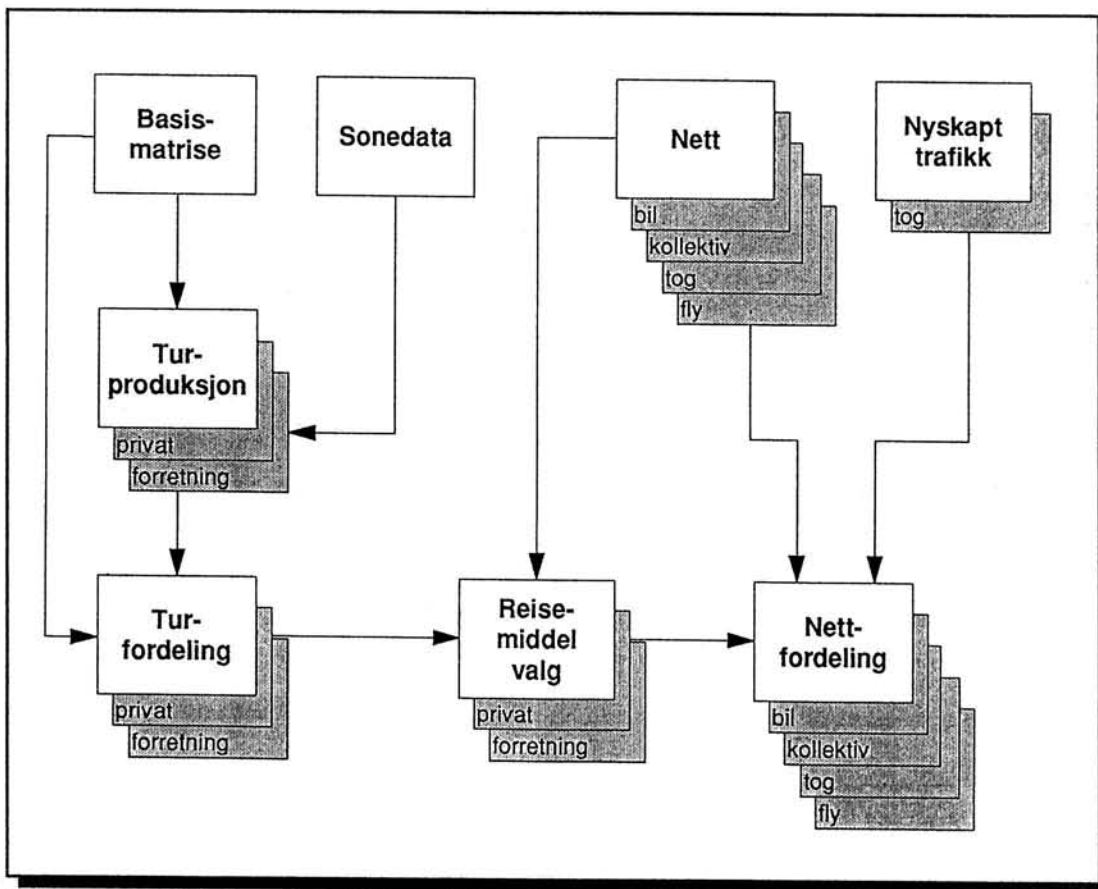 Basis-
matrise
Sonedata
Nett
bil
kollektiv
tog
fly
Nyskapt
trafikk
tog
Tur-
produksjon
privat
forretning
Tur-
fordeling
privat
forretning
Reise-
middel
valg
privat
forretning
Nett-
fordeling
bil
kollektiv
tog
fly